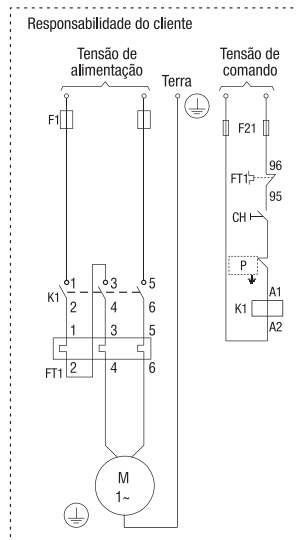 Responsabilidade do cliente
Tensão de
alimentação
Terra
Tensão de
comando
F1
F21
96
FT1
95
CH
P
K1
A1
A2
1
3
5
K1
2
4
6
1
3
5
FT1
2
4
6
M
1~